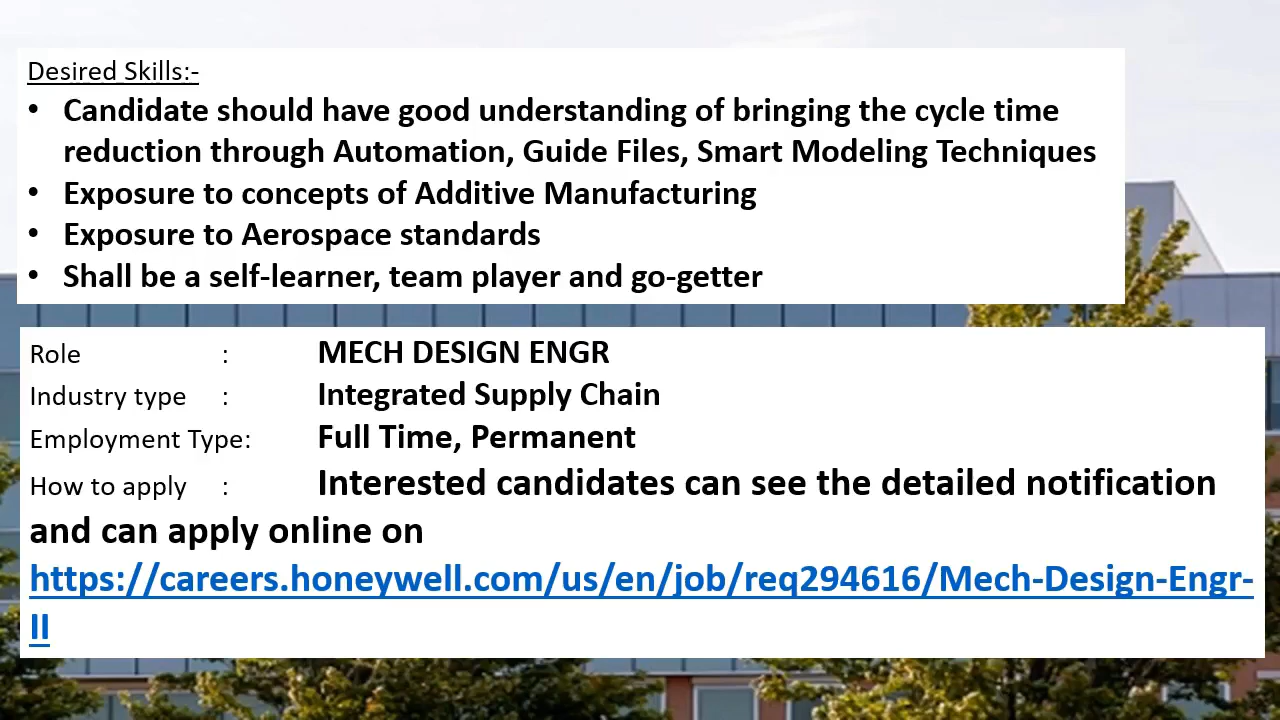 Desired Skills:-
• Candidate should have good understanding of bringing the cycle time
reduction through Automation, Guide Files, Smart Modeling Techniques
• Exposure to concepts of Additive Manufacturing
• Exposure to Aerospace standards
• Shall be a self-learner, team player and go-getter
Role : MECH DESIGN ENGR
Industry type : Integrated Supply Chain
Employment Type: Full Time, Permanent
How to apply : Interested candidates can see the detailed notification
and can apply online on
https://careers.honeywell.com/us/en/job/req294616/Mech-Design-Engr-
II